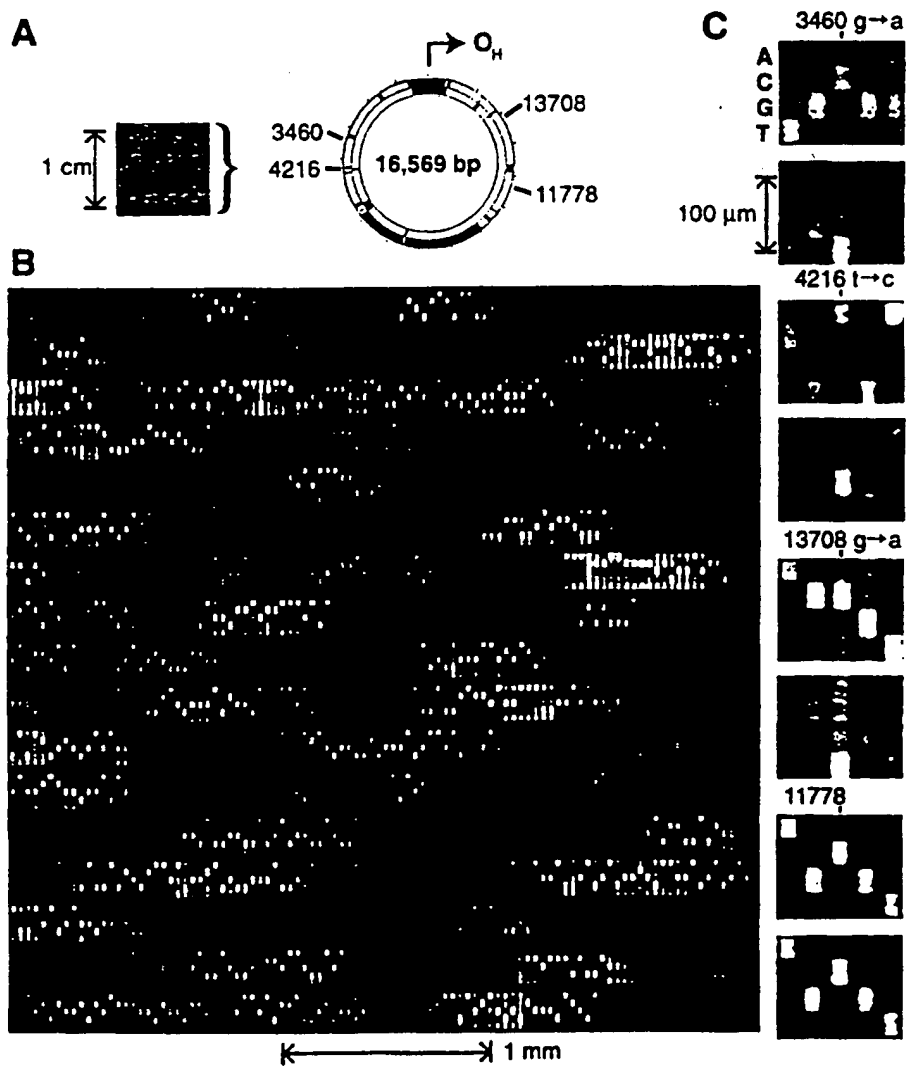 A
O_H
13708
3460
1 cm
4216
16,569 bp
11778
B
1 mm
C
3460 g→a
A
C
G
T
100 µm
4216 t→c
13708 g→a
11778